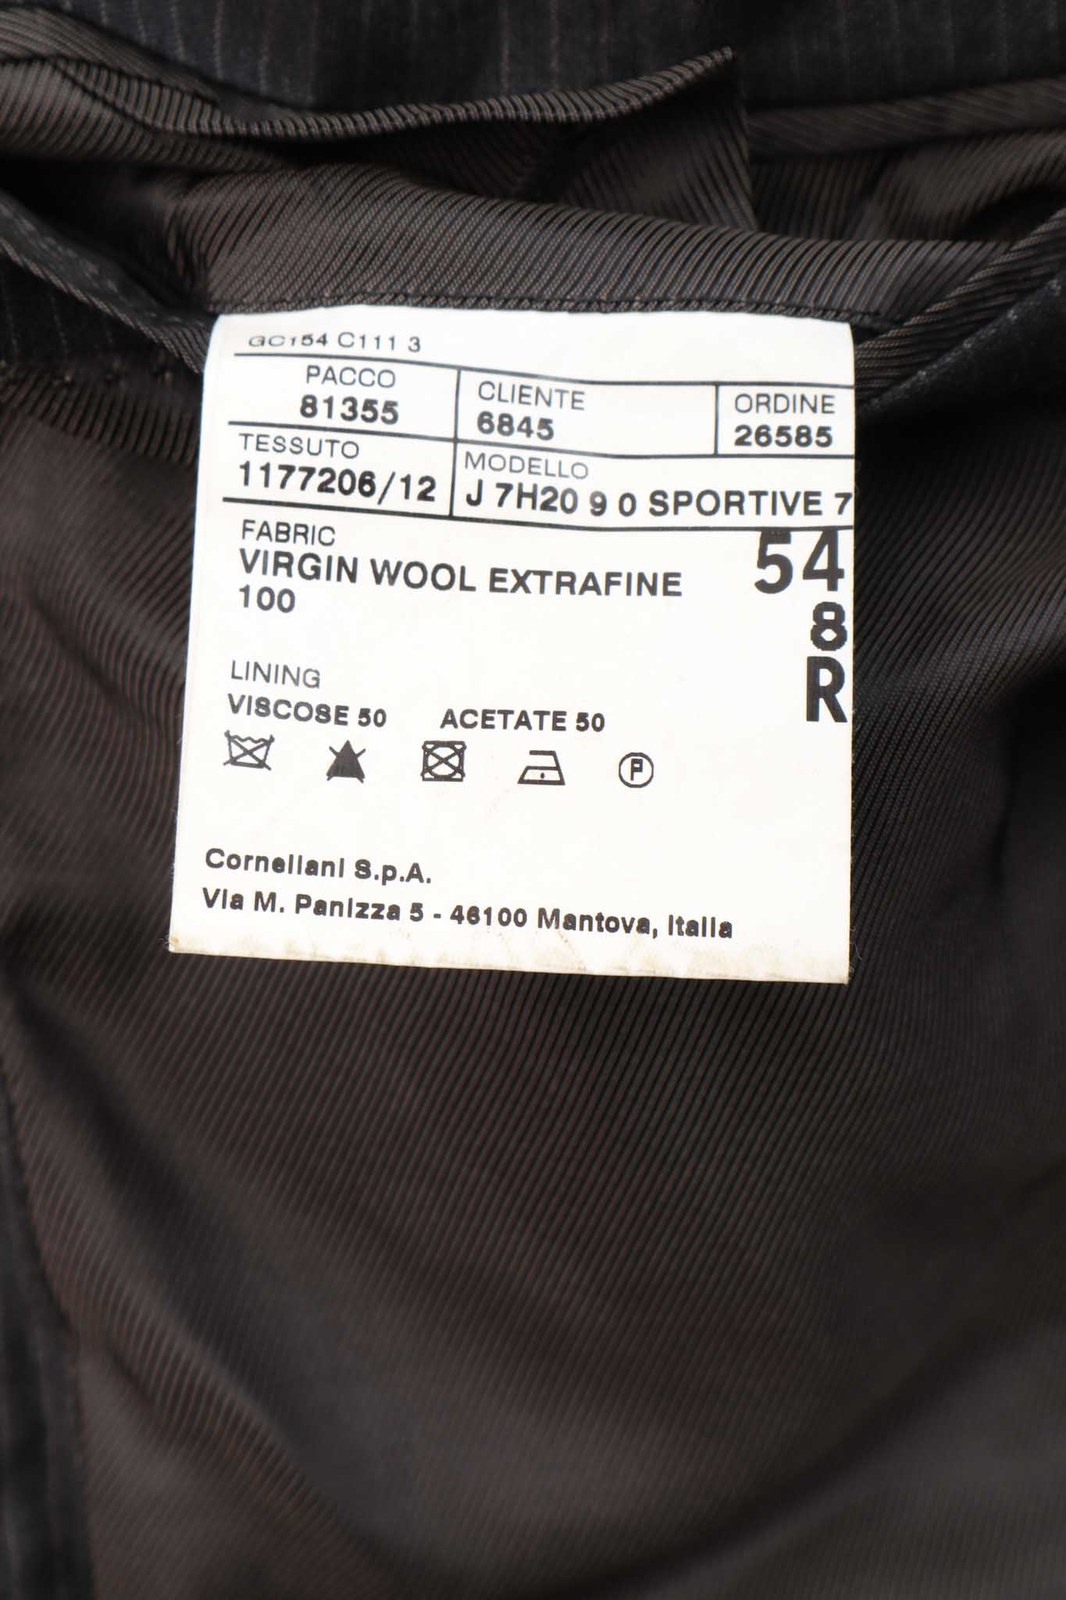 GC154 C111 3
PACCO CLIENTE ORDINE
81355 6845 26585
TESSUTO MODELLO
1177206/12 J 7H20 9 0 SPORTIVE 7
FABRIC
VIRGIN WOOL EXTRAFINE
100
54
8
R
LINING
VISCOSE 50 ACETATE 50
P
Corneliani S.p.A.
Via M. Panizza 5 - 46100 Mantova, Italia